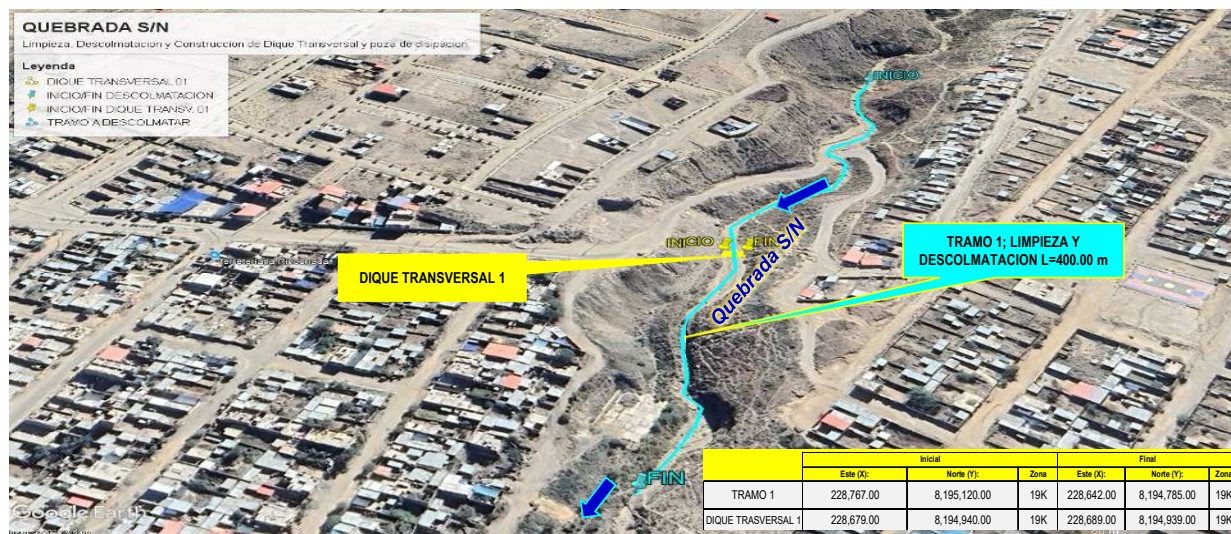 QUEBRADA S/N
Limpieza, Descolmatacion y Construccion de Dique Transversal y poza de disipacion.
Leyenda
DIQUE TRANSVERSAL 01
INICIO/FIN DESCOLMATACION
INICIO/FIN DIQUE TRANSV. 01
TRAMO A DESCOLMATAR
INICIO
INICIO FIN
Quebrada S/N
TRAMO 1; LIMPIEZA Y
DESCOLMATACION L=400.00 m
DIQUE TRANSVERSAL 1
FIN
Inicial Final
Este (X): Norte (Y): Zona Este (X): Norte (Y): Zona
TRAMO 1 228,767.00 8,195,120.00 19K 228,642.00 8,194,785.00 19K
DIQUE TRASVERSAL 1 228,679.00 8,194,940.00 19K 228,689.00 8,194,939.00 19K
Google Earth